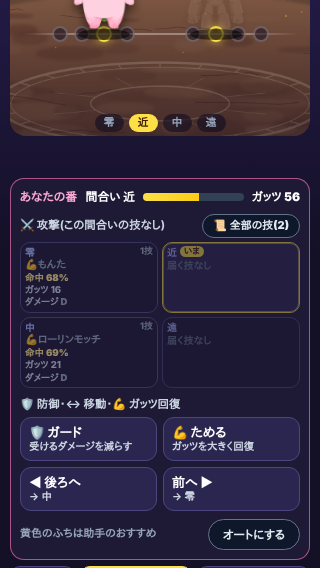 零 近 中 遠
あなたの番 間合い 近 ガッツ 56
⚔️ 攻撃(この間合いの技なし) 📜 全部の技(2)
零 1技
💪もんた
命中 68%
ガッツ 16
ダメージ D
近 いま
届く技なし
中 1技
💪ローリンモッチ
命中 69%
ガッツ 21
ダメージ D
遠
届く技なし
🛡️ 防御・↔ 移動・💪 ガッツ回復
🛡️ ガード
受けるダメージを減らす
💪 ためる
ガッツを大きく回復
◀ 後ろへ
→ 中
前へ ▶
→ 零
黄色のふちは助手のおすすめ オートにする